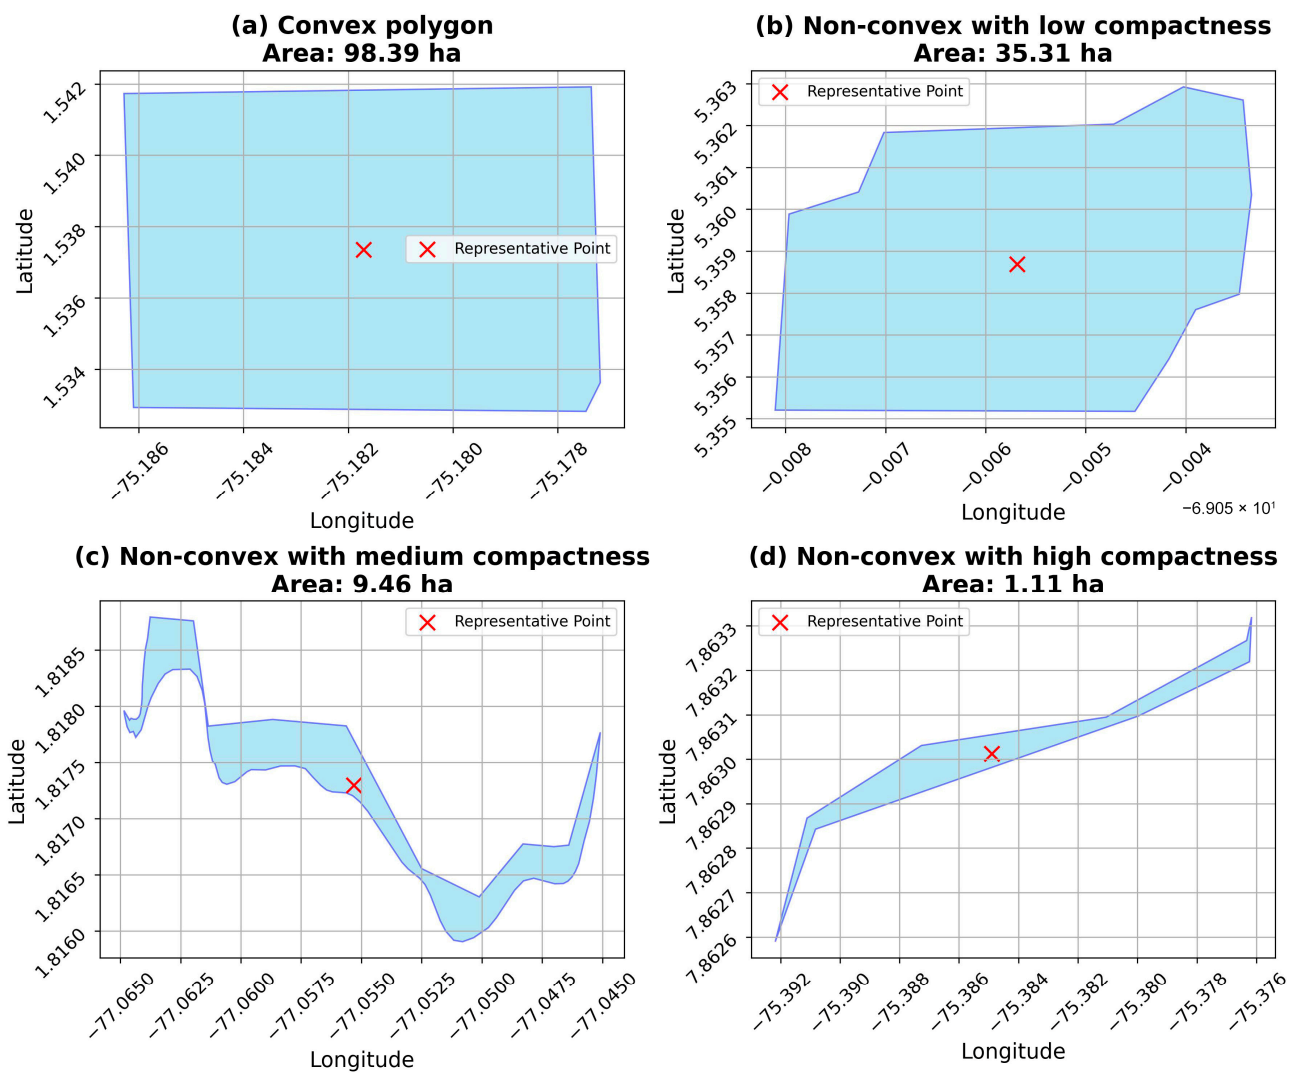 (a) Convex polygon
Area: 98.39 ha
1.542
1.540
1.538
1.536
1.534
Latitude
Representative Point
−75.186
−75.184
−75.182
−75.180
−75.178
Longitude
(b) Non-convex with low compactness
Area: 35.31 ha
Representative Point
5.363
5.362
5.361
5.360
5.359
5.358
5.357
5.356
5.355
Latitude
−0.008
−0.007
−0.006
−0.005
−0.004
−6.905 × 10¹
Longitude
(c) Non-convex with medium compactness
Area: 9.46 ha
Representative Point
1.8185
1.8180
1.8175
1.8170
1.8165
1.8160
Latitude
−77.0650
−77.0625
−77.0600
−77.0575
−77.0550
−77.0525
−77.0500
−77.0475
−77.0450
Longitude
(d) Non-convex with high compactness
Area: 1.11 ha
Representative Point
7.8633
7.8632
7.8631
7.8630
7.8629
7.8628
7.8627
7.8626
Latitude
−75.392
−75.390
−75.388
−75.386
−75.384
−75.382
−75.380
−75.378
−75.376
Longitude